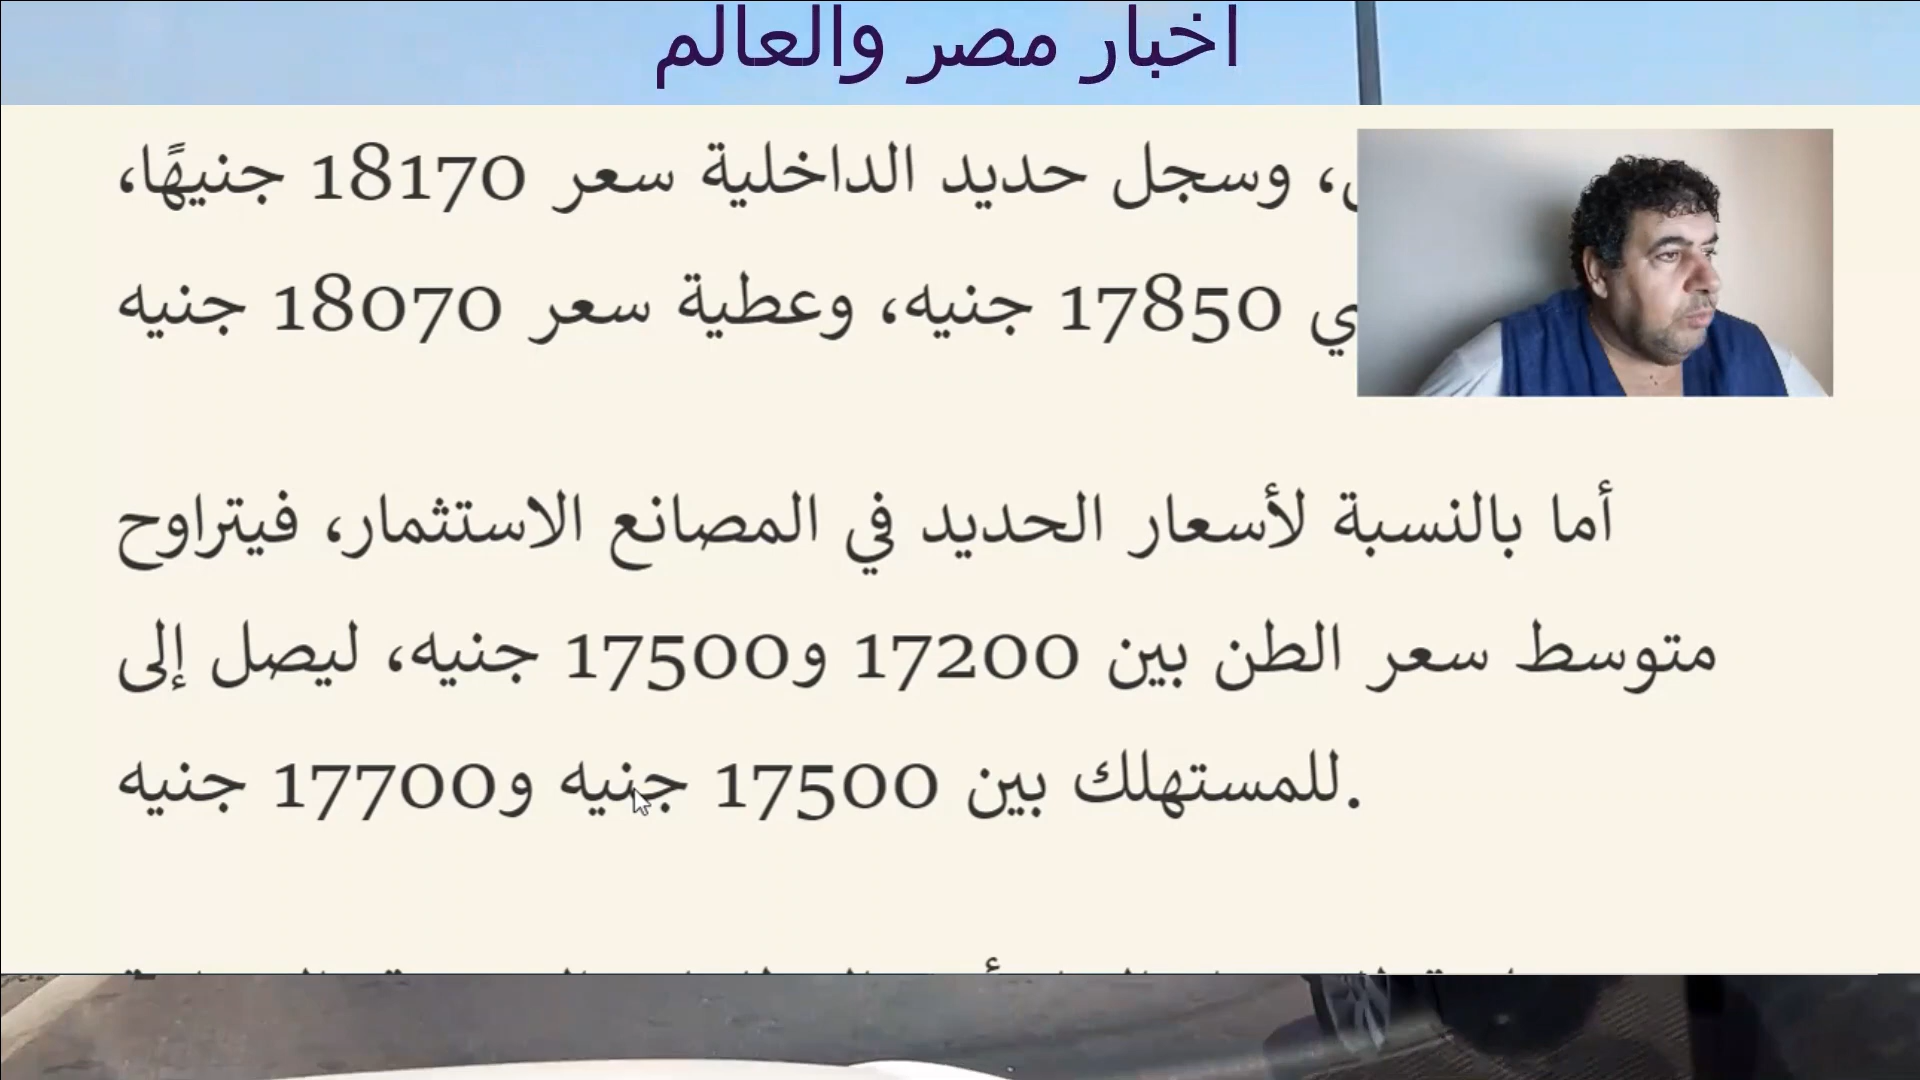 اخبار مصر والعالم
، وسجل حديد الداخلية سعر 18170 جنيهًا،
17850 جنيه، وعطية سعر 18070 جنيه
أما بالنسبة لأسعار الحديد في المصانع الاستثمار، فيتراوح
متوسط سعر الطن بين 17200 و17500 جنيه، ليصل إلى
للمستهلك بين 17500 جنيه و17700 جنيه.